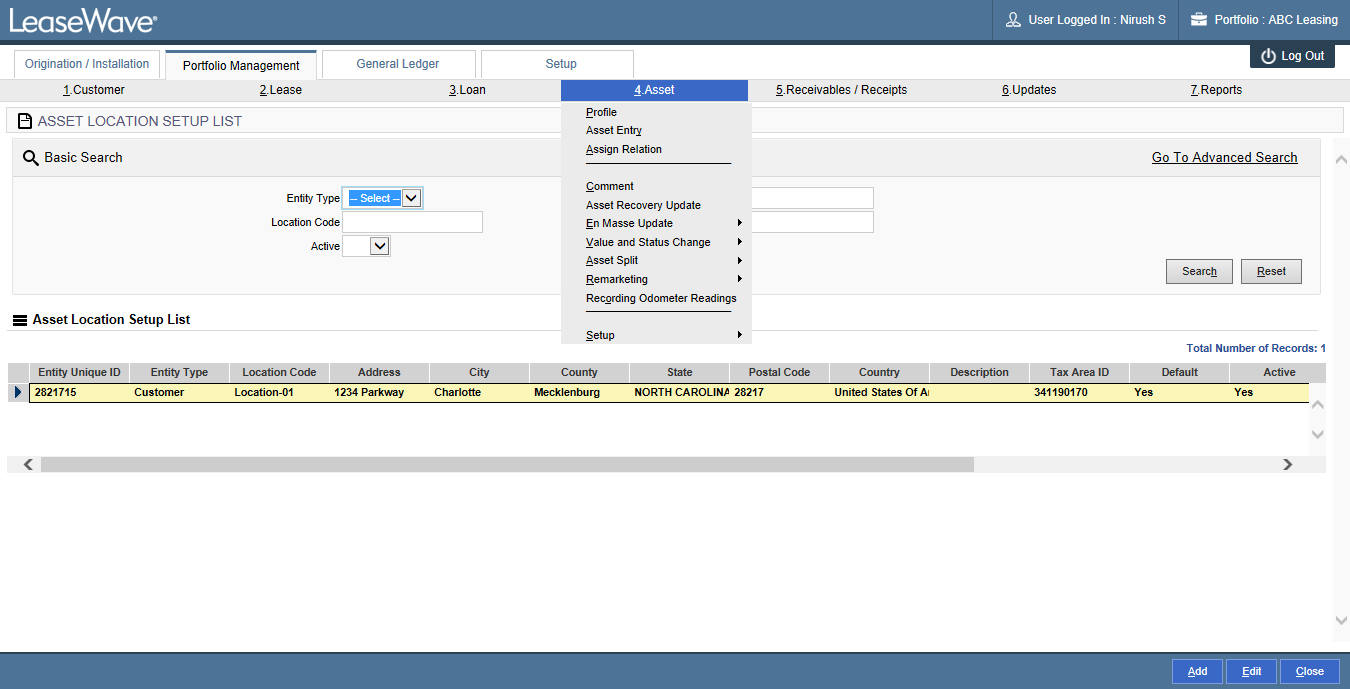 LeaseWave®
User Logged In : Nirush S
Portfolio : ABC Leasing
Log Out
Origination / Installation
Portfolio Management
General Ledger
Setup
1.Customer
2.Lease
3.Loan
4.Asset
5.Receivables / Receipts
6.Updates
7.Reports
Profile
Asset Entry
Assign Relation
Comment
Asset Recovery Update
En Masse Update
Value and Status Change
Asset Split
Remarketing
Recording Odometer Readings
Setup
ASSET LOCATION SETUP LIST
Basic Search
Go To Advanced Search
Entity Type
-- Select --
Location Code
Active
Search
Reset
Asset Location Setup List
Total Number of Records: 1
Entity Unique ID Entity Type Location Code Address City County State Postal Code Country Description Tax Area ID Default Active
2821715 Customer Location-01 1234 Parkway Charlotte Mecklenburg NORTH CAROLINA 28217 United States Of 341190170 Yes Yes
Add
Edit
Close